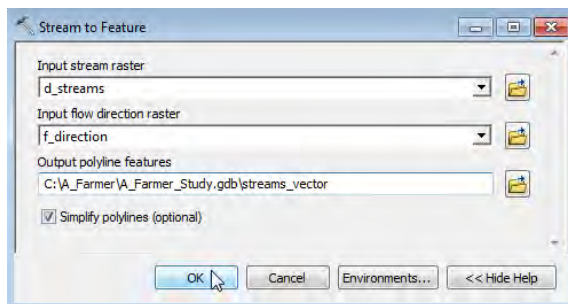 Stream to Feature
Input stream raster
d_streams
Input flow direction raster
f_direction
Output polyline features
C:\A_Farmer\A_Farmer_Study.gdb\streams_vector
Simplify polylines (optional)
OK Cancel Environments... << Hide Help